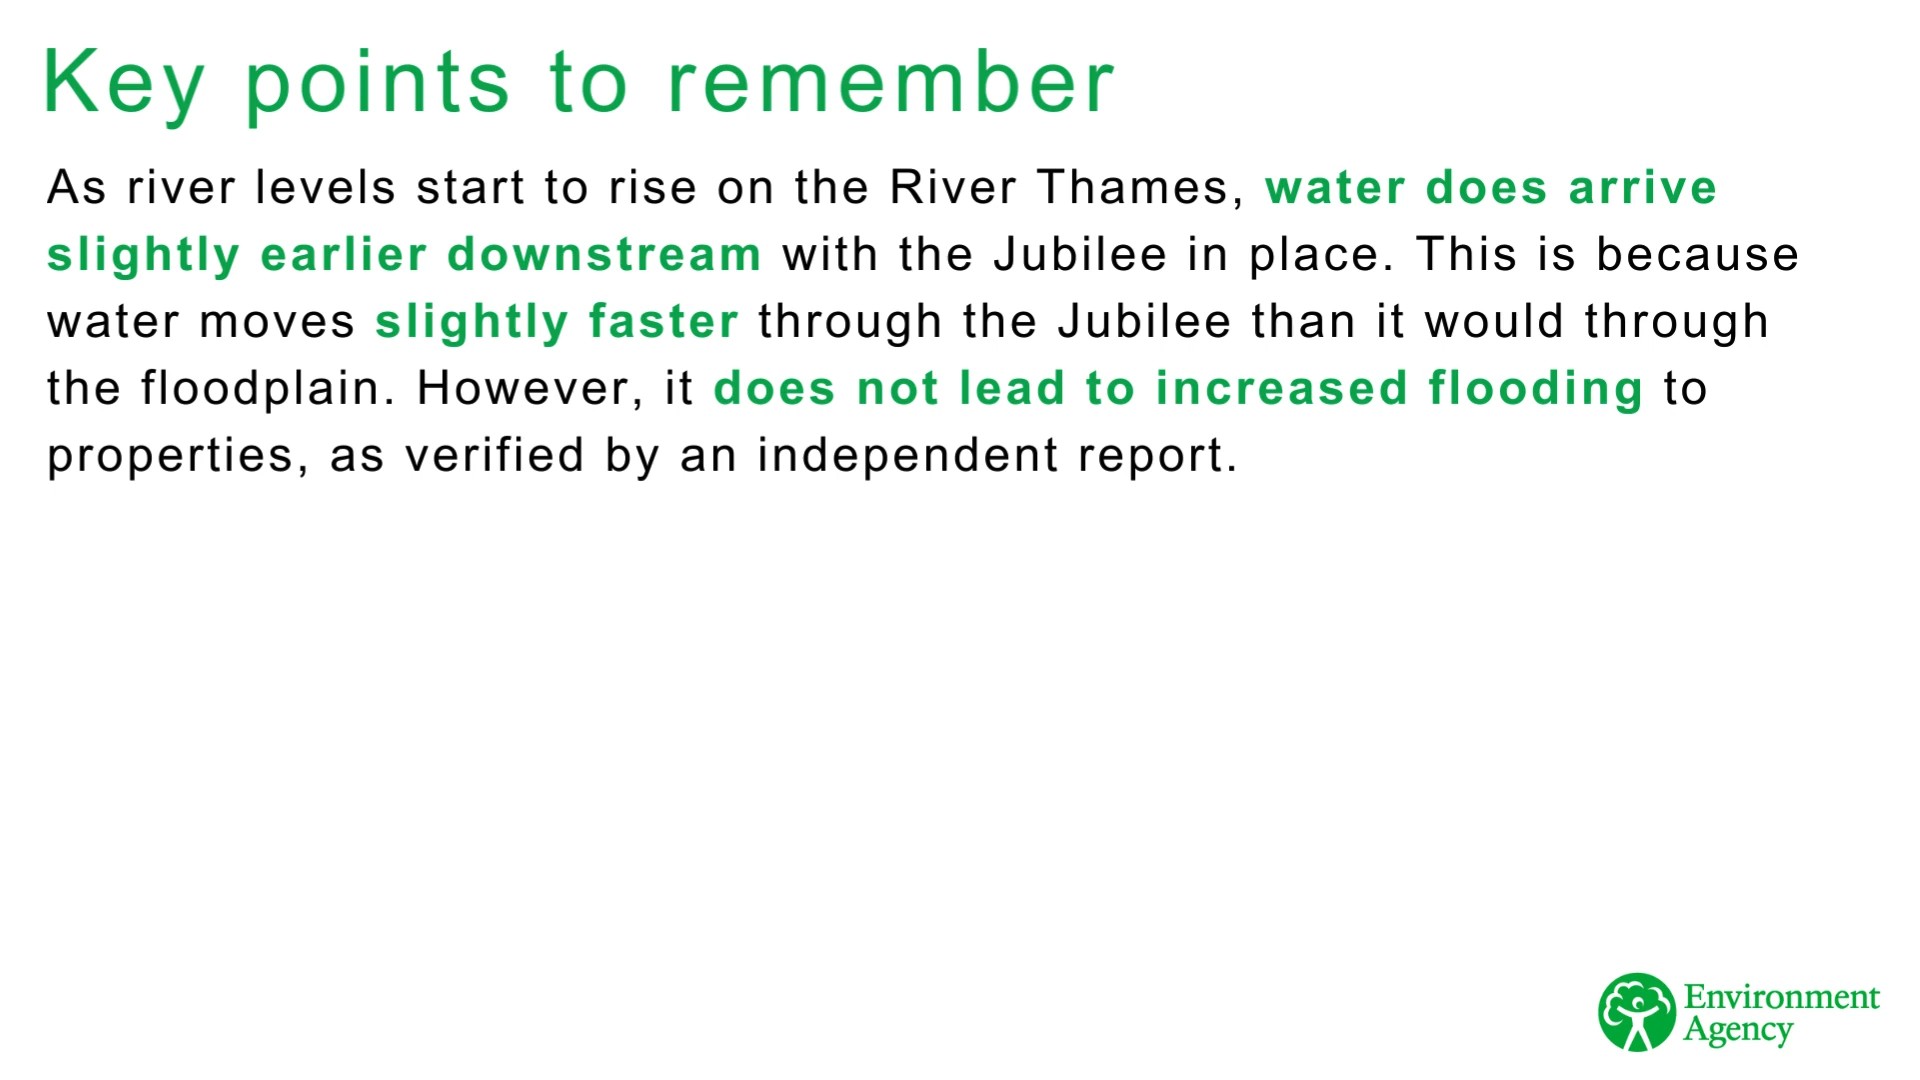 Key points to remember
As river levels start to rise on the River Thames, water does arrive
slightly earlier downstream with the Jubilee in place. This is because
water moves slightly faster through the Jubilee than it would through
the floodplain. However, it does not lead to increased flooding to
properties, as verified by an independent report.
Environment
Agency